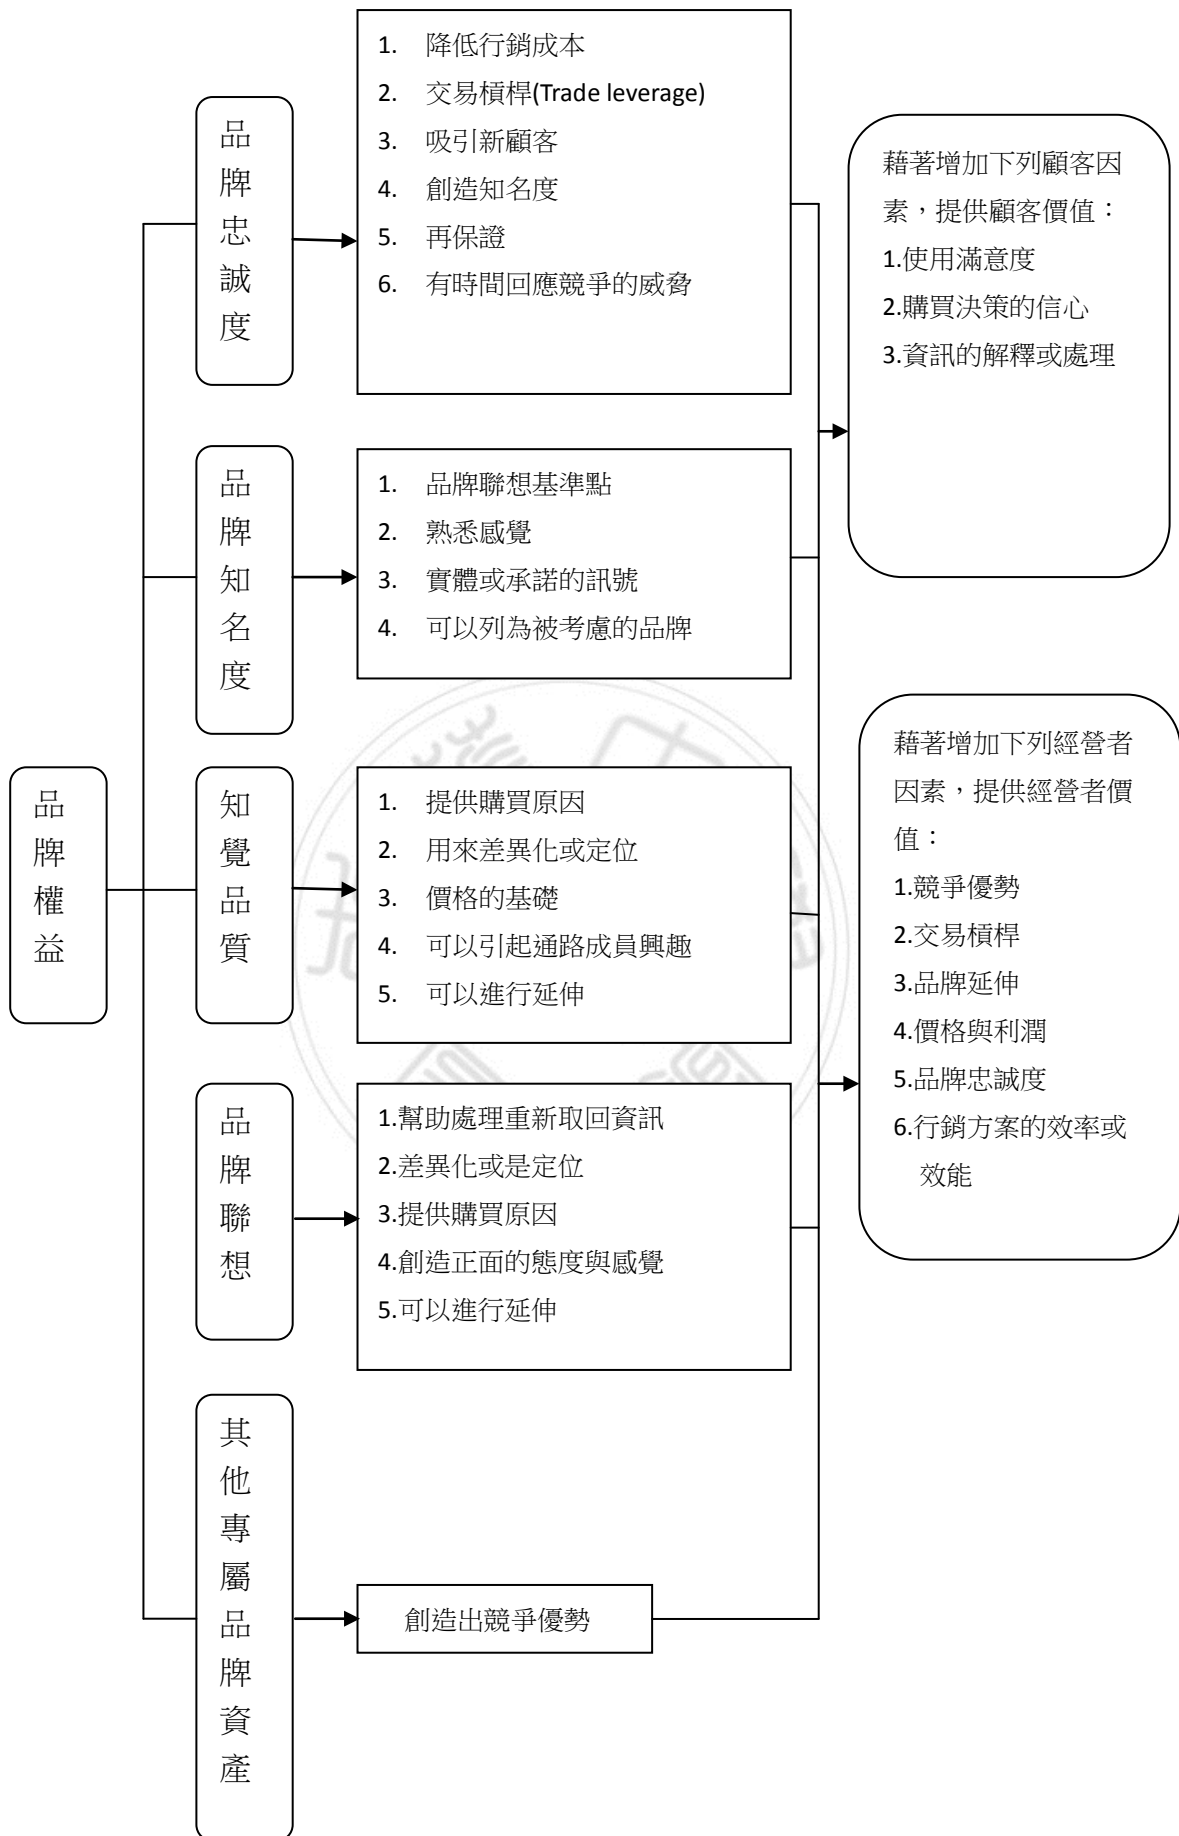 品牌權益
品牌忠誠度
1. 降低行銷成本
2. 交易槓桿(Trade leverage)
3. 吸引新顧客
4. 創造知名度
5. 再保證
6. 有時間回應競爭的威脅
品牌知名度
1. 品牌聯想基準點
2. 熟悉感覺
3. 實體或承諾的訊號
4. 可以列為被考慮的品牌
知覺品質
1. 提供購買原因
2. 用來差異化或定位
3. 價格的基礎
4. 可以引起通路成員興趣
5. 可以進行延伸
品牌聯想
1.幫助處理重新取回資訊
2.差異化或是定位
3.提供購買原因
4.創造正面的態度與感覺
5.可以進行延伸
其他專屬品牌資產
創造出競爭優勢
藉著增加下列顧客因
素，提供顧客價值：
1.使用滿意度
2.購買決策的信心
3.資訊的解釋或處理
藉著增加下列經營者
因素，提供經營者價
值：
1.競爭優勢
2.交易槓桿
3.品牌延伸
4.價格與利潤
5.品牌忠誠度
6.行銷方案的效率或
效能